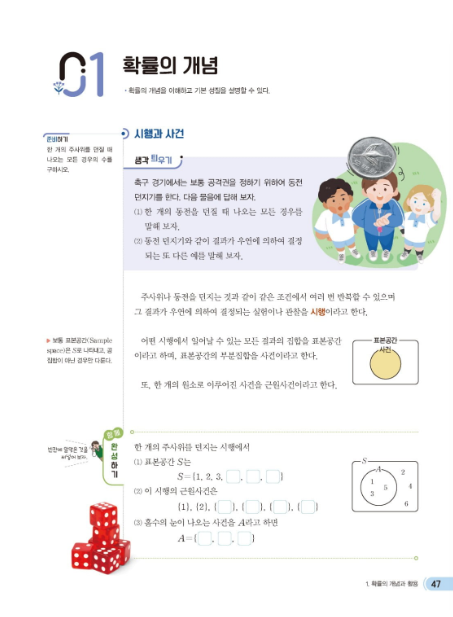 01 확률의 개념
· 확률의 개념을 이해하고 기본 성질을 설명할 수 있다.
준비하기
한 개의 주사위를 던질 때
나오는 모든 경우의 수를
구하시오.
시행과 사건
생각 틔우기
축구 경기에서는 보통 공격권을 정하기 위하여 동전
던지기를 한다. 다음 물음에 답해 보자.
(1) 한 개의 동전을 던질 때 나오는 모든 경우를
말해 보자.
(2) 동전 던지기와 같이 결과가 우연에 의하여 결정
되는 또 다른 예를 말해 보자.
주사위나 동전을 던지는 것과 같이 같은 조건에서 여러 번 반복할 수 있으며
그 결과가 우연에 의하여 결정되는 실험이나 관찰을 시행이라고 한다.
▶ 보통 표본공간(Sample
space)은 S로 나타내고, 공
집합이 아닌 경우만 다룬다.
어떤 시행에서 일어날 수 있는 모든 결과의 집합을 표본공간
이라고 하며, 표본공간의 부분집합을 사건이라고 한다.
표본공간
사건
또, 한 개의 원소로 이루어진 사건을 근원사건이라고 한다.
빈칸에 알맞은 것을
써넣어 보자.
함께
완성하기
한 개의 주사위를 던지는 시행에서
(1) 표본공간 S는
S={1, 2, 3, □, □, □}
(2) 이 시행의 근원사건은
{1}, {2}, {□}, {□}, {□}, {□}
(3) 홀수의 눈이 나오는 사건을 A라고 하면
A={□, □, □}
S
A
1 5 3
2
4
6
1. 확률의 개념과 활용 47